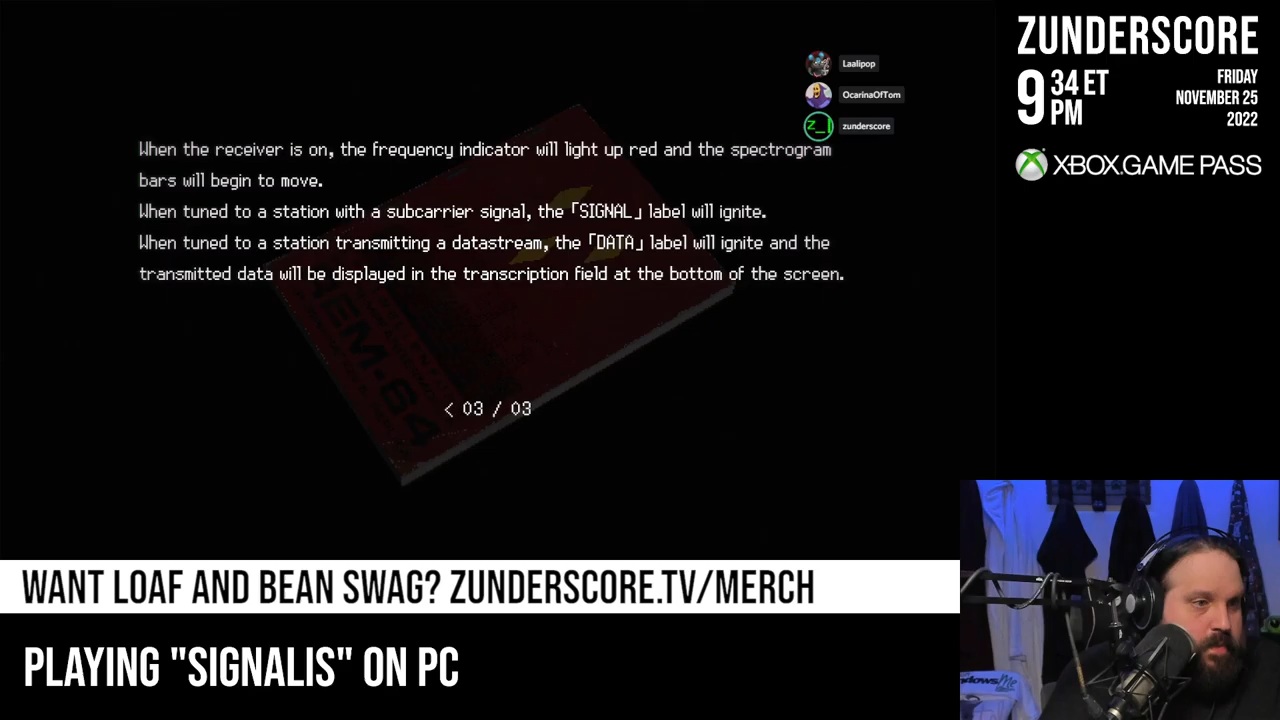 ZUNDERSCORE
9 34 ET
PM
FRIDAY
NOVEMBER 25
2022
XBOX.GAME PASS
Laalipop
OcarinaOfTom
zunderscore
When the receiver is on, the frequency indicator will light up red and the spectrogram
bars will begin to move.
When tuned to a station with a subcarrier signal, the「SIGNAL」label will ignite.
When tuned to a station transmitting a datastream, the「DATA」label will ignite and the
transmitted data will be displayed in the transcription field at the bottom of the screen.
EM-64
< 03 / 03
WANT LOAF AND BEAN SWAG? ZUNDERSCORE.TV/MERCH
PLAYING "SIGNALIS" ON PC